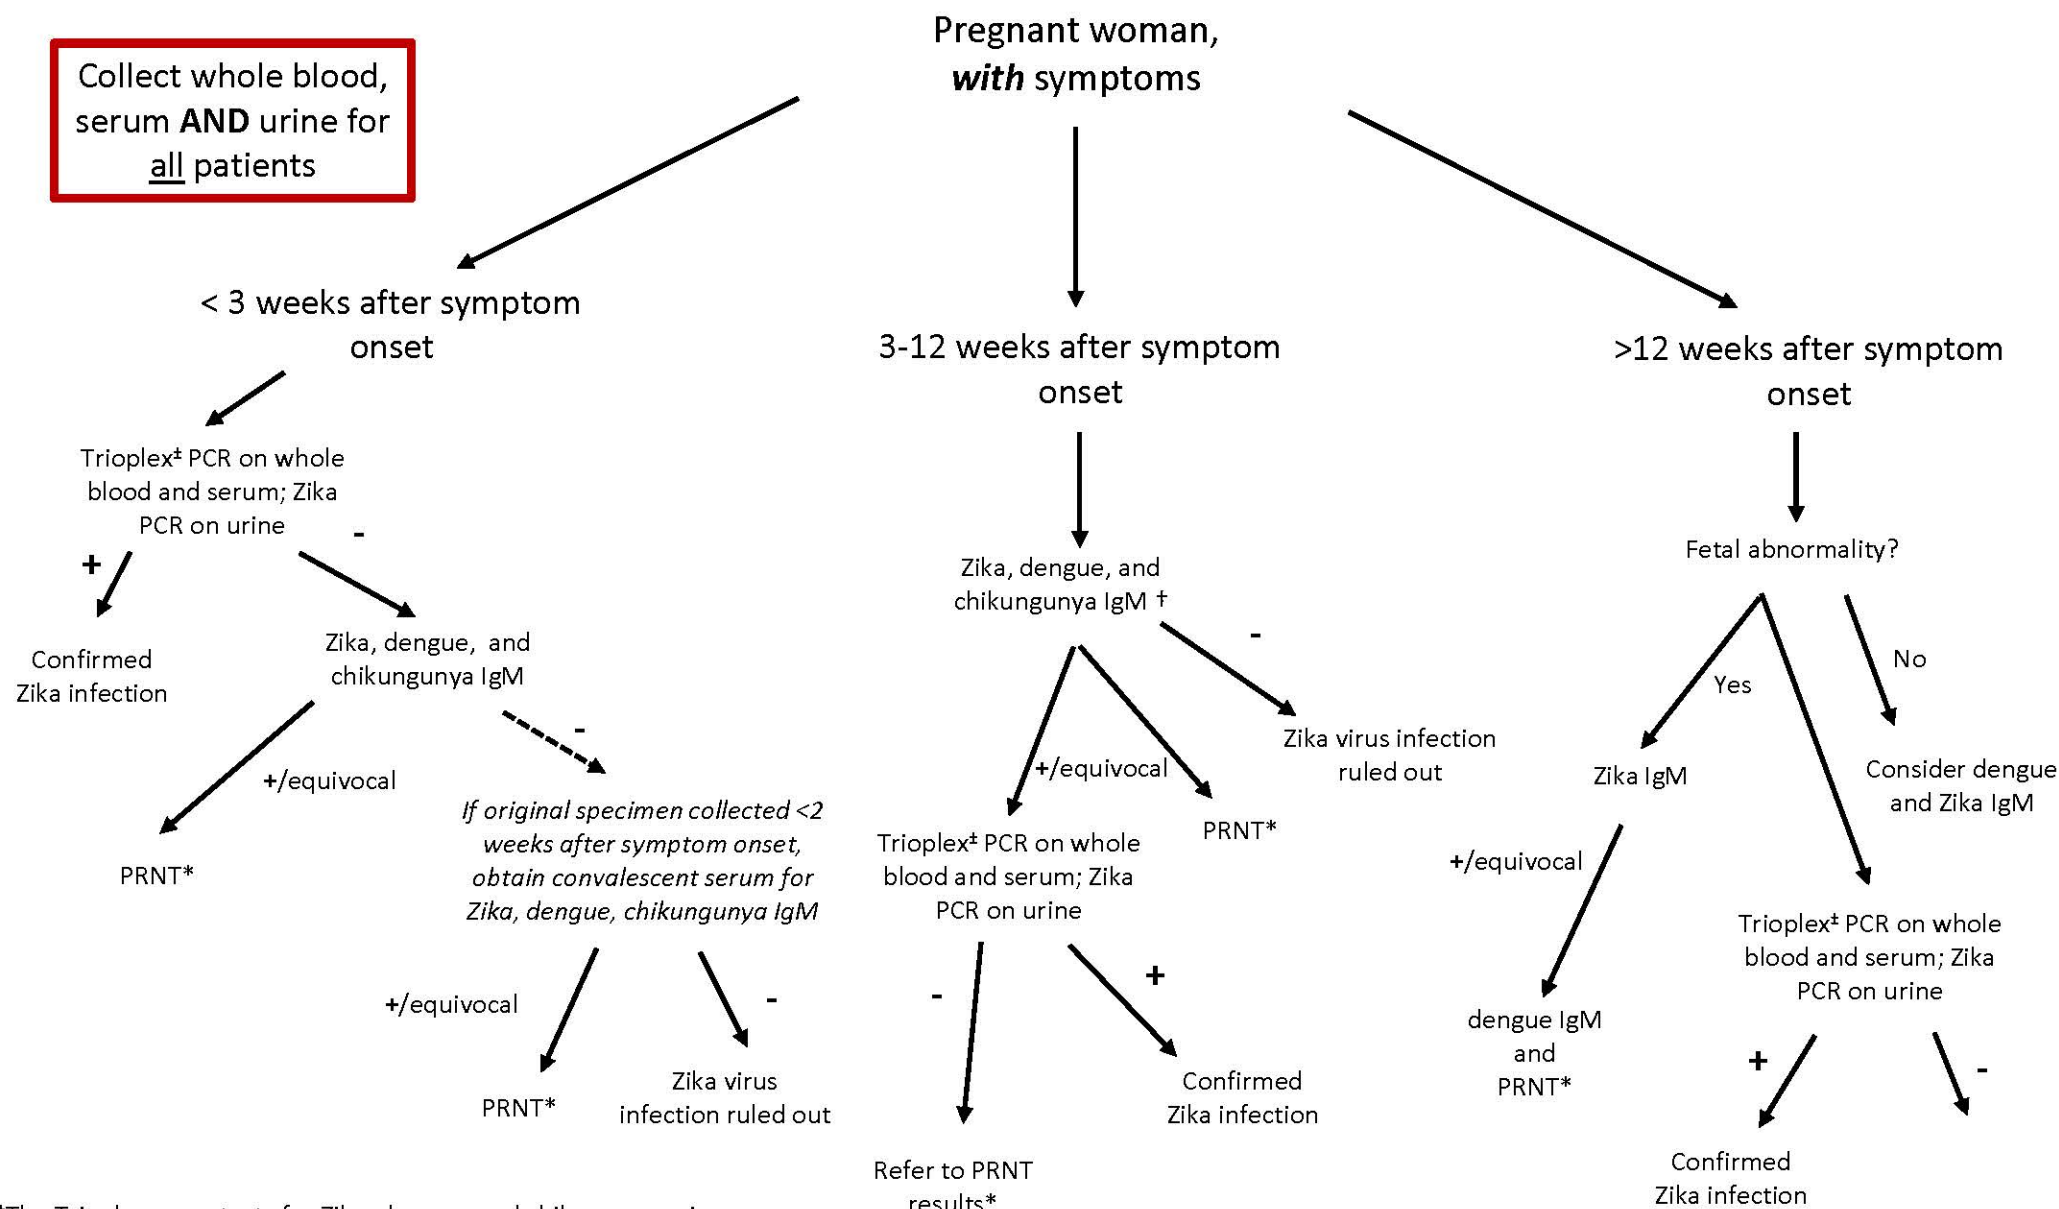 Collect whole blood,
serum AND urine for
all patients
Pregnant woman,
with symptoms
< 3 weeks after symptom
onset
Trioplex‡ PCR on whole
blood and serum; Zika
PCR on urine
+
-
Confirmed
Zika infection
Zika, dengue, and
chikungunya IgM
+/equivocal
-
PRNT*
If original specimen collected <2
weeks after symptom onset,
obtain convalescent serum for
Zika, dengue, chikungunya IgM
+/equivocal
-
PRNT*
Zika virus
infection ruled out
3-12 weeks after symptom
onset
Zika, dengue, and
chikungunya IgM †
-
+/equivocal
Zika virus infection
ruled out
PRNT*
Trioplex‡ PCR on whole
blood and serum; Zika
PCR on urine
-
+
Refer to PRNT
results*
Confirmed
Zika infection
>12 weeks after symptom
onset
Fetal abnormality?
Yes
No
Zika IgM
Consider dengue
and Zika IgM
+/equivocal
dengue IgM
and
PRNT*
Trioplex‡ PCR on whole
blood and serum; Zika
PCR on urine
+
-
Confirmed
Zika infection